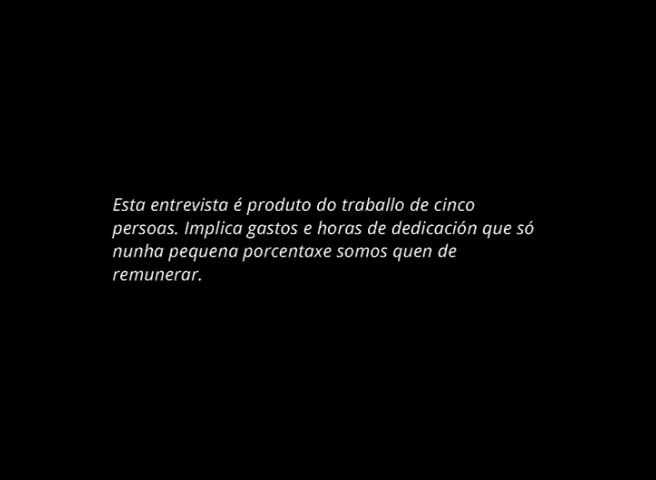 Esta entrevista é produto do traballo de cinco
persoas. Implica gastos e horas de dedicación que só
nunha pequena porcentaxe somos quen de
remunerar.